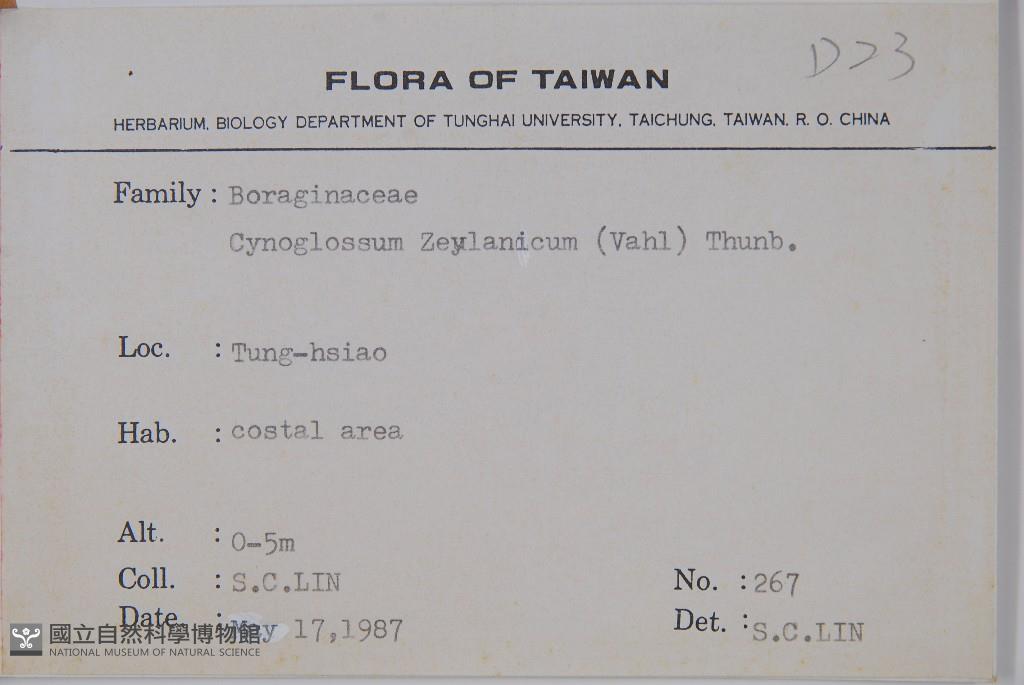 D23
FLORA OF TAIWAN
HERBARIUM, BIOLOGY DEPARTMENT OF TUNGHAI UNIVERSITY, TAICHUNG, TAIWAN, R. O. CHINA
Family : Boraginaceae
Cynoglossum Zeylanicum (Vahl) Thunb.
Loc. : Tung-hsiao
Hab. : costal area
Alt. : 0-5m
Coll. : S.C.LIN No. : 267
Date : May 17,1987 Det. : S.C.LIN
國立自然科學博物館
NATIONAL MUSEUM OF NATURAL SCIENCE